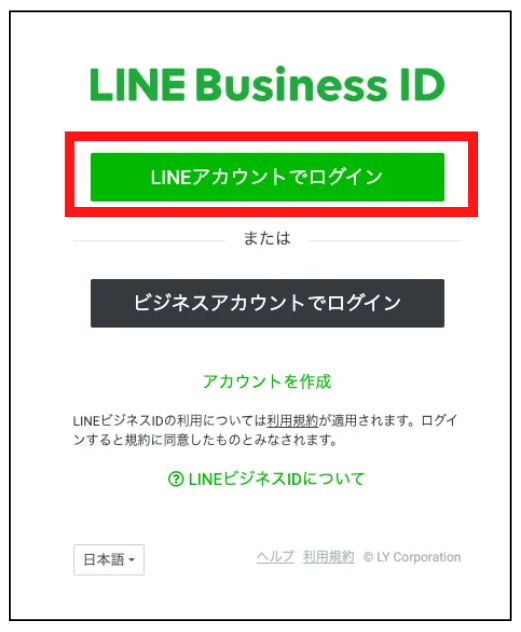 LINE Business ID
LINEアカウントでログイン
または
ビジネスアカウントでログイン
アカウントを作成
LINEビジネスIDの利用については利用規約が適用されます。ログイ
ンすると規約に同意したものとみなされます。
? LINEビジネスIDについて
日本語
ヘルプ 利用規約 © LY Corporation